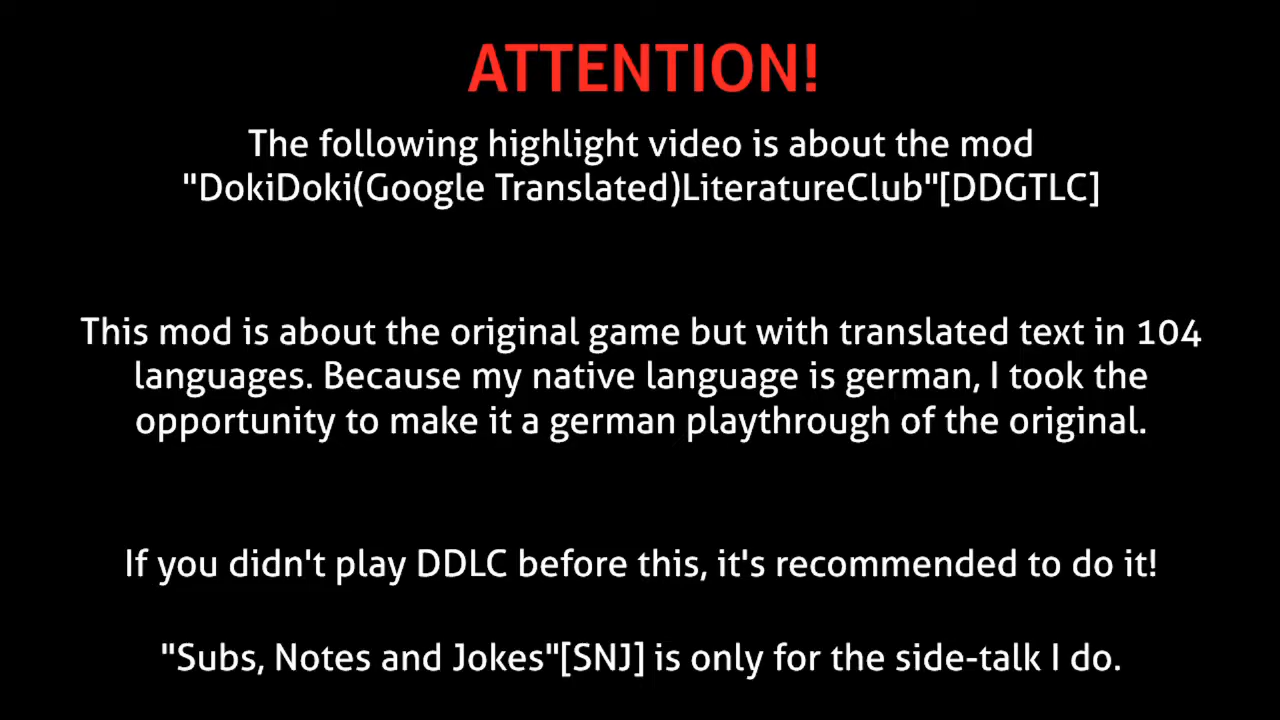 ATTENTION!
The following highlight video is about the mod
"DokiDoki(Google Translated)LiteratureClub"[DDGTLC]
This mod is about the original game but with translated text in 104
languages. Because my native language is german, I took the
opportunity to make it a german playthrough of the original.
If you didn't play DDLC before this, it's recommended to do it!
"Subs, Notes and Jokes"[SNJ] is only for the side-talk I do.